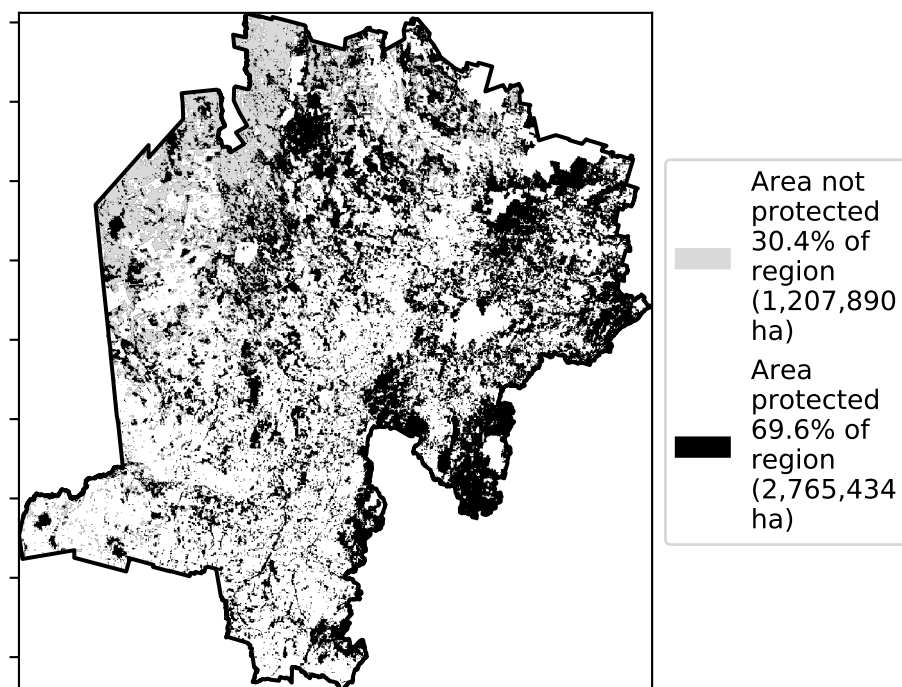 Area not
protected
30.4% of
region
(1,207,890
ha)
Area
protected
69.6% of
region
(2,765,434
ha)